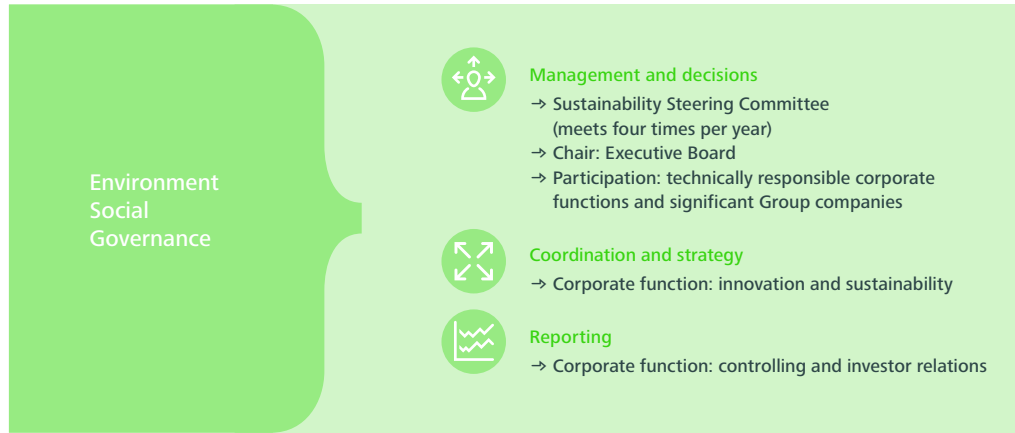 Environment
Social
Governance
Management and decisions
→ Sustainability Steering Committee
(meets four times per year)
→ Chair: Executive Board
→ Participation: technically responsible corporate
functions and significant Group companies
Coordination and strategy
→ Corporate function: innovation and sustainability
Reporting
→ Corporate function: controlling and investor relations